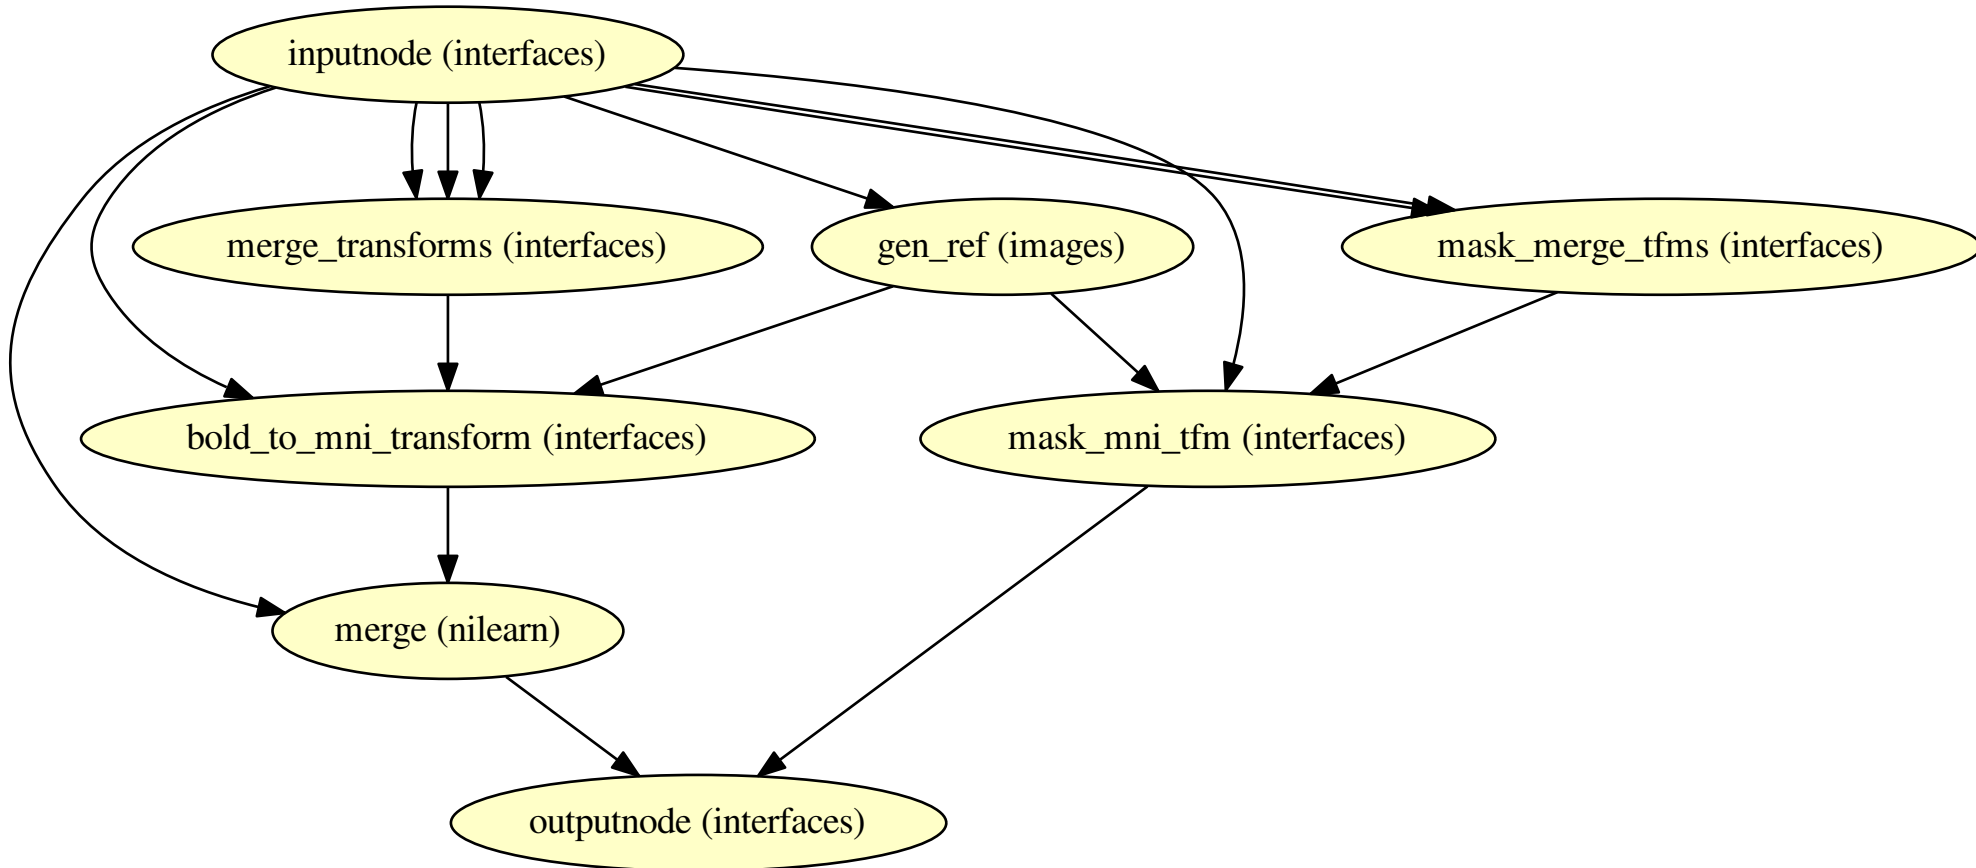 inputnode (interfaces)
merge_transforms (interfaces)
gen_ref (images)
mask_merge_tfms (interfaces)
bold_to_mni_transform (interfaces)
mask_mni_tfm (interfaces)
merge (nilearn)
outputnode (interfaces)